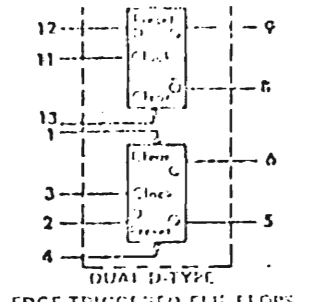 12 Preset
D Q 9
11 Clock
Q 8
Clear
13
1
Clear
Q 6
3 Clock
2 D Q 5
Preset
4
DUAL D-TYPE
EDGE TRIGGERED FLIP FLOPS